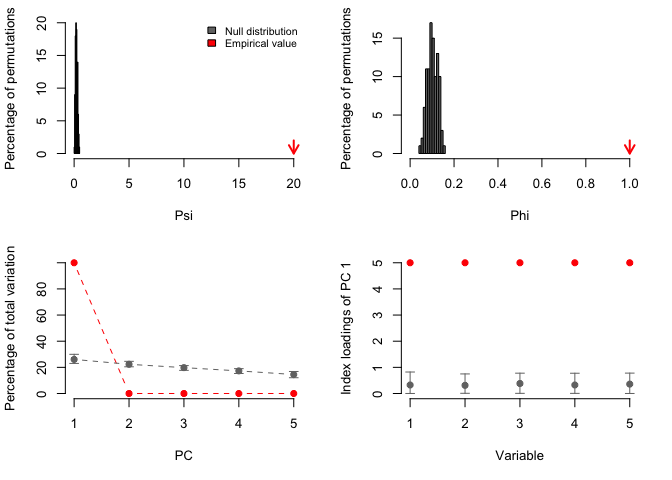 Percentage of permutations
20
15
10
5
0
Null distribution
Empirical value
0 5 10 15 20
Psi
Percentage of permutations
15
10
5
0
0.0 0.2 0.4 0.6 0.8 1.0
Phi
Percentage of total variation
80
60
40
20
0
1 2 3 4 5
PC
Index loadings of PC 1
5
4
3
2
1
0
1 2 3 4 5
Variable